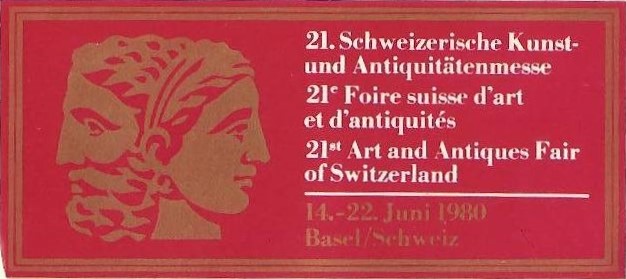 21. Schweizerische Kunst-
und Antiquitätenmesse
21e Foire suisse d'art
et d'antiquités
21st Art and Antiques Fair
of Switzerland
14.-22. Juni 1980
Basel/Schweiz